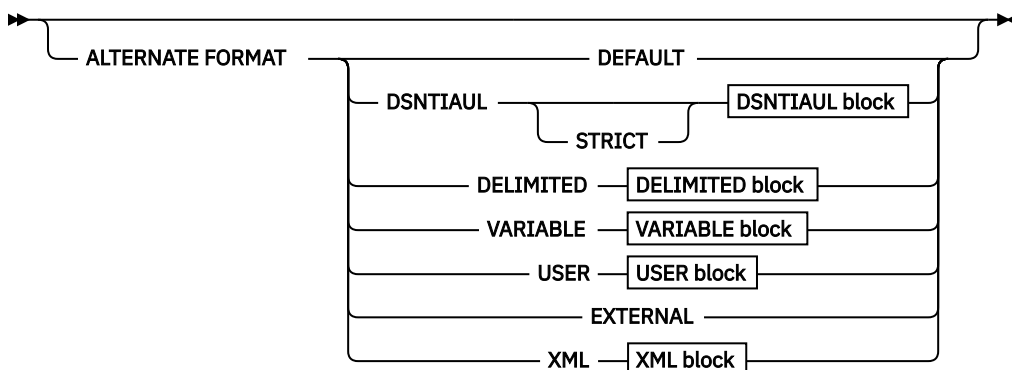 ALTERNATE FORMAT DEFAULT
DSNTIAUL DSNTIAUL block
STRICT
DELIMITED DELIMITED block
VARIABLE VARIABLE block
USER USER block
EXTERNAL
XML XML block